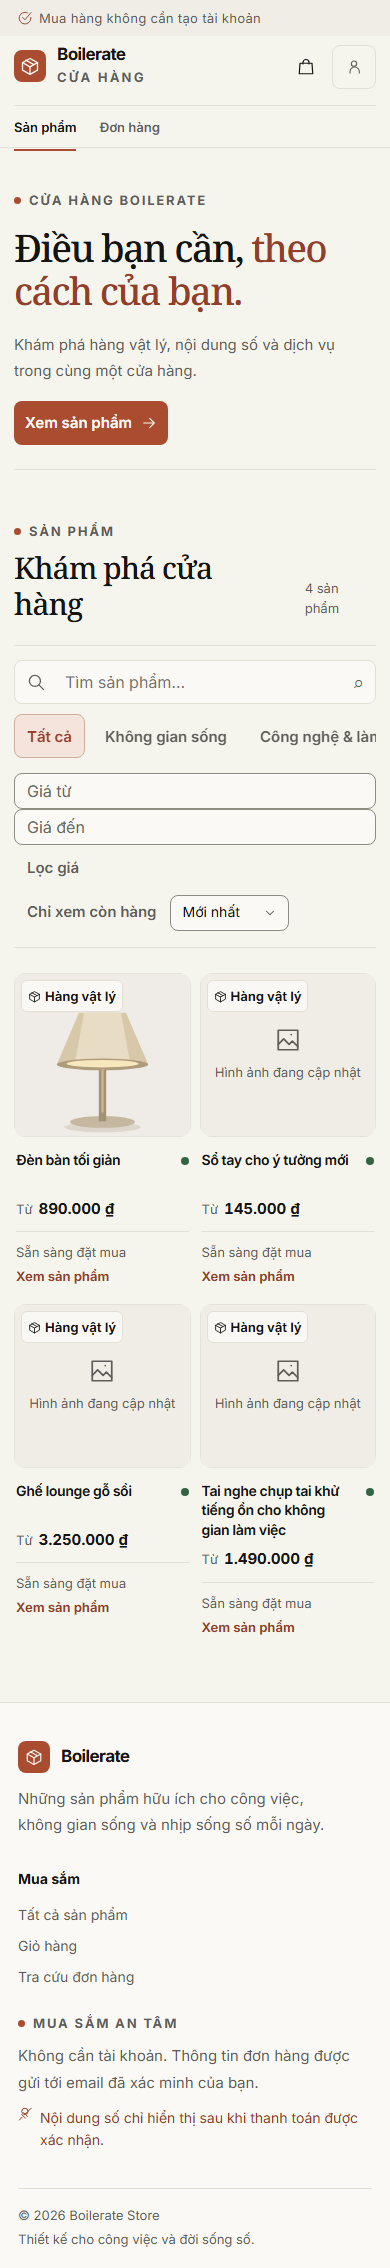 Mua hàng không cần tạo tài khoản
Boilerate
CỬA HÀNG
Sản phẩm
Đơn hàng
CỬA HÀNG BOILERATE
Điều bạn cần, theo
cách của bạn.
Khám phá hàng vật lý, nội dung số và dịch vụ
trong cùng một cửa hàng.
Xem sản phẩm
SẢN PHẨM
Khám phá cửa
hàng
4 sản
phẩm
Tìm sản phẩm...
Tất cả
Không gian sống
Công nghệ & làm
Giá từ
Giá đến
Lọc giá
Chỉ xem còn hàng
Mới nhất
Hàng vật lý
Đèn bàn tối giản
Từ 890.000 ₫
Sẵn sàng đặt mua
Xem sản phẩm
Hàng vật lý
Hình ảnh đang cập nhật
Sổ tay cho ý tưởng mới
Từ 145.000 ₫
Sẵn sàng đặt mua
Xem sản phẩm
Hàng vật lý
Hình ảnh đang cập nhật
Ghế lounge gỗ sồi
Từ 3.250.000 ₫
Sẵn sàng đặt mua
Xem sản phẩm
Hàng vật lý
Hình ảnh đang cập nhật
Tai nghe chụp tai khử
tiếng ồn cho không
gian làm việc
Từ 1.490.000 ₫
Sẵn sàng đặt mua
Xem sản phẩm
Boilerate
Những sản phẩm hữu ích cho công việc,
không gian sống và nhịp sống số mỗi ngày.
Mua sắm
Tất cả sản phẩm
Giỏ hàng
Tra cứu đơn hàng
MUA SẮM AN TÂM
Không cần tài khoản. Thông tin đơn hàng được
gửi tới email đã xác minh của bạn.
Nội dung số chỉ hiển thị sau khi thanh toán được
xác nhận.
© 2026 Boilerate Store
Thiết kế cho công việc và đời sống số.